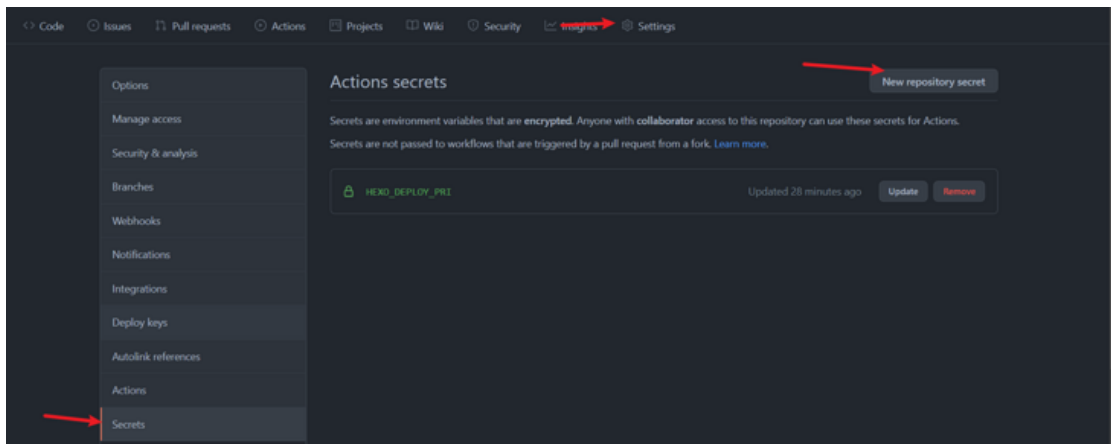 Code Issues Pull requests Actions Projects Wiki Security Insights Settings
Options
Manage access
Security & analysis
Branches
Webhooks
Notifications
Integrations
Deploy keys
Autolink references
Actions
Secrets
Actions secrets
New repository secret
Secrets are environment variables that are encrypted. Anyone with collaborator access to this repository can use these secrets for Actions.
Secrets are not passed to workflows that are triggered by a pull request from a fork. Learn more.
HEXO_DEPLOY_PRI Updated 28 minutes ago Update Remove